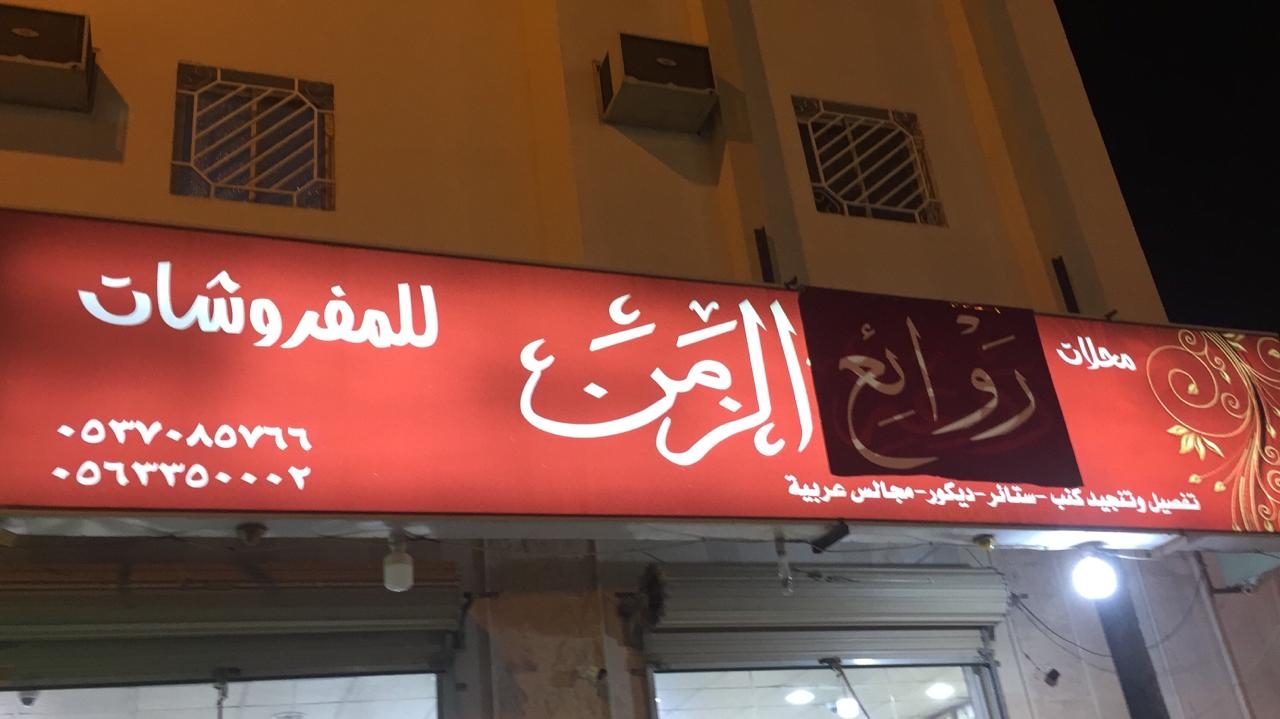 محلات روائع الزمن للمفروشات
تفصيل وتنجيد كنب -ستائر-ديكور-مجالس عربية
٠٥٣٧٠٨٥٧٦٦
٠٥٦٣٣٥٠٠٠٢